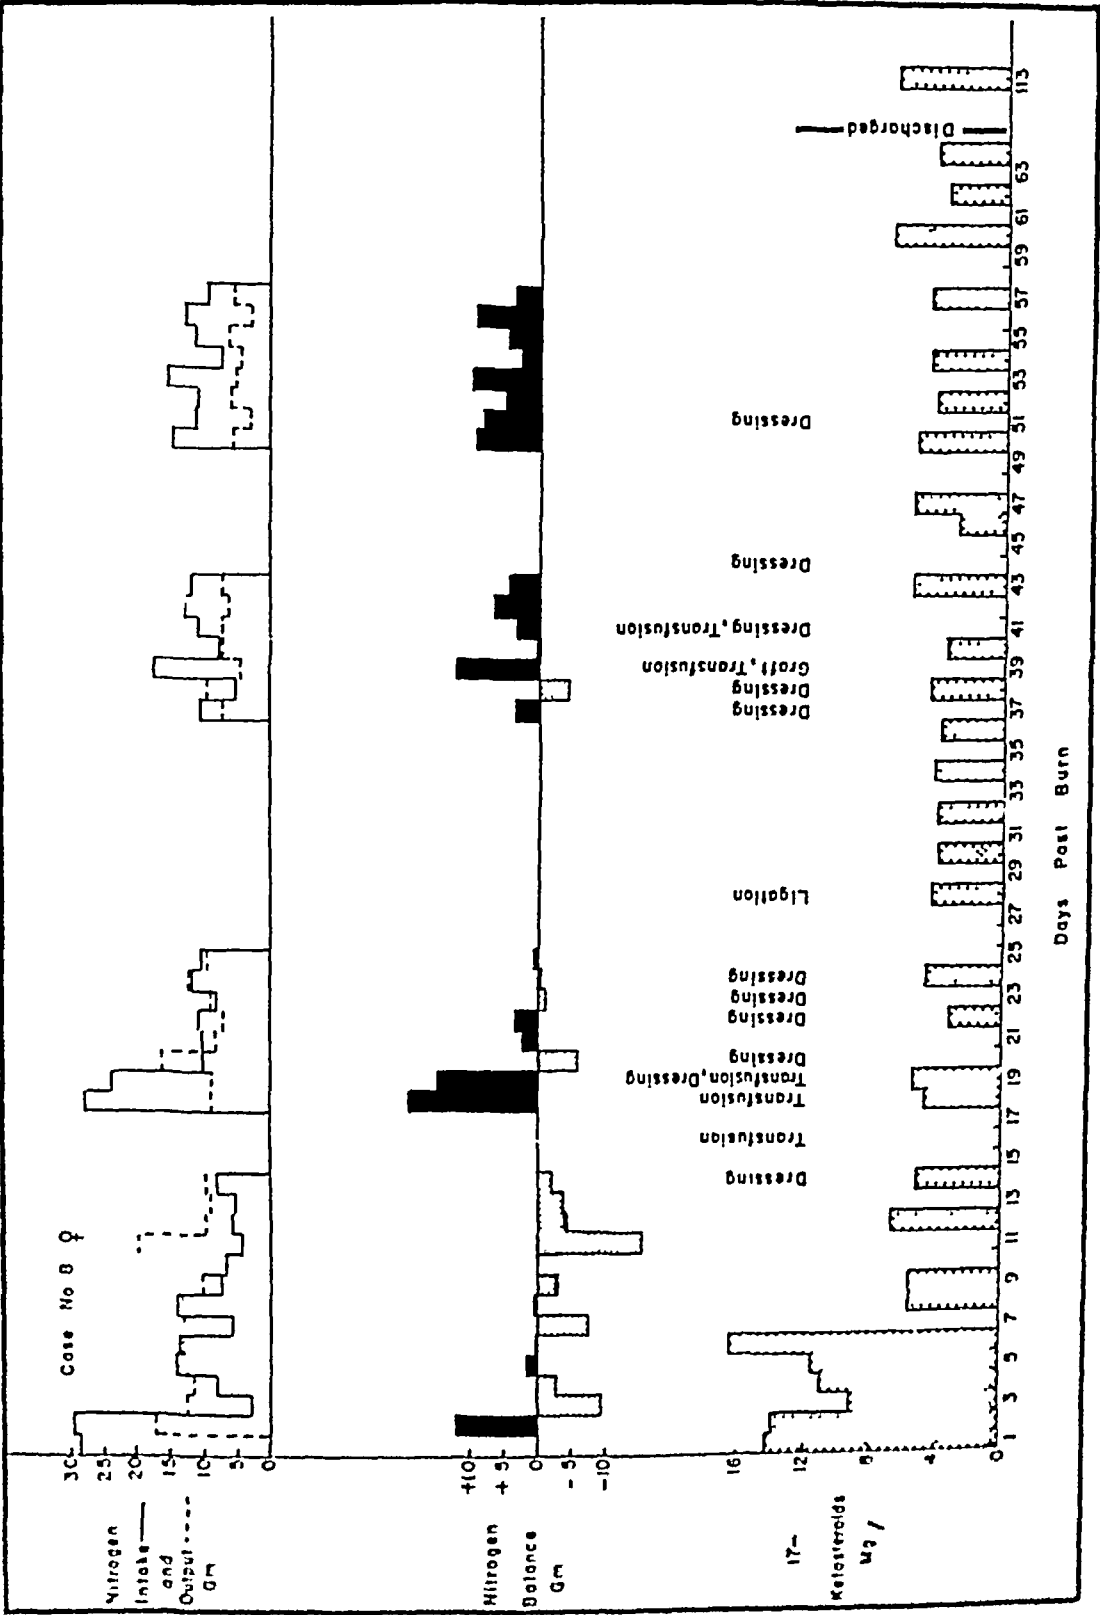 Case No 8 ♀
Nitrogen
Intake —
and
Output ----
Gm
30
25
20
15
10
5
0
Nitrogen
Balance
Gm
+10
+5
0
-5
-10
17-
Ketosteroids
Mg /
16
12
8
4
0
Dressing
Transfusion
Transfusion
Transfusion, Dressing
Dressing
Dressing
Dressing
Dressing
Ligation
Dressing
Dressing
Graft, Transfusion
Dressing, Transfusion
Dressing
Dressing
Discharged
1 3 5 7 9 11 13 15 17 19 21 23 25 27 29 31 33 35 37 39 41 43 45 47 49 51 53 55 57 59 61 63 113
Days Post Burn